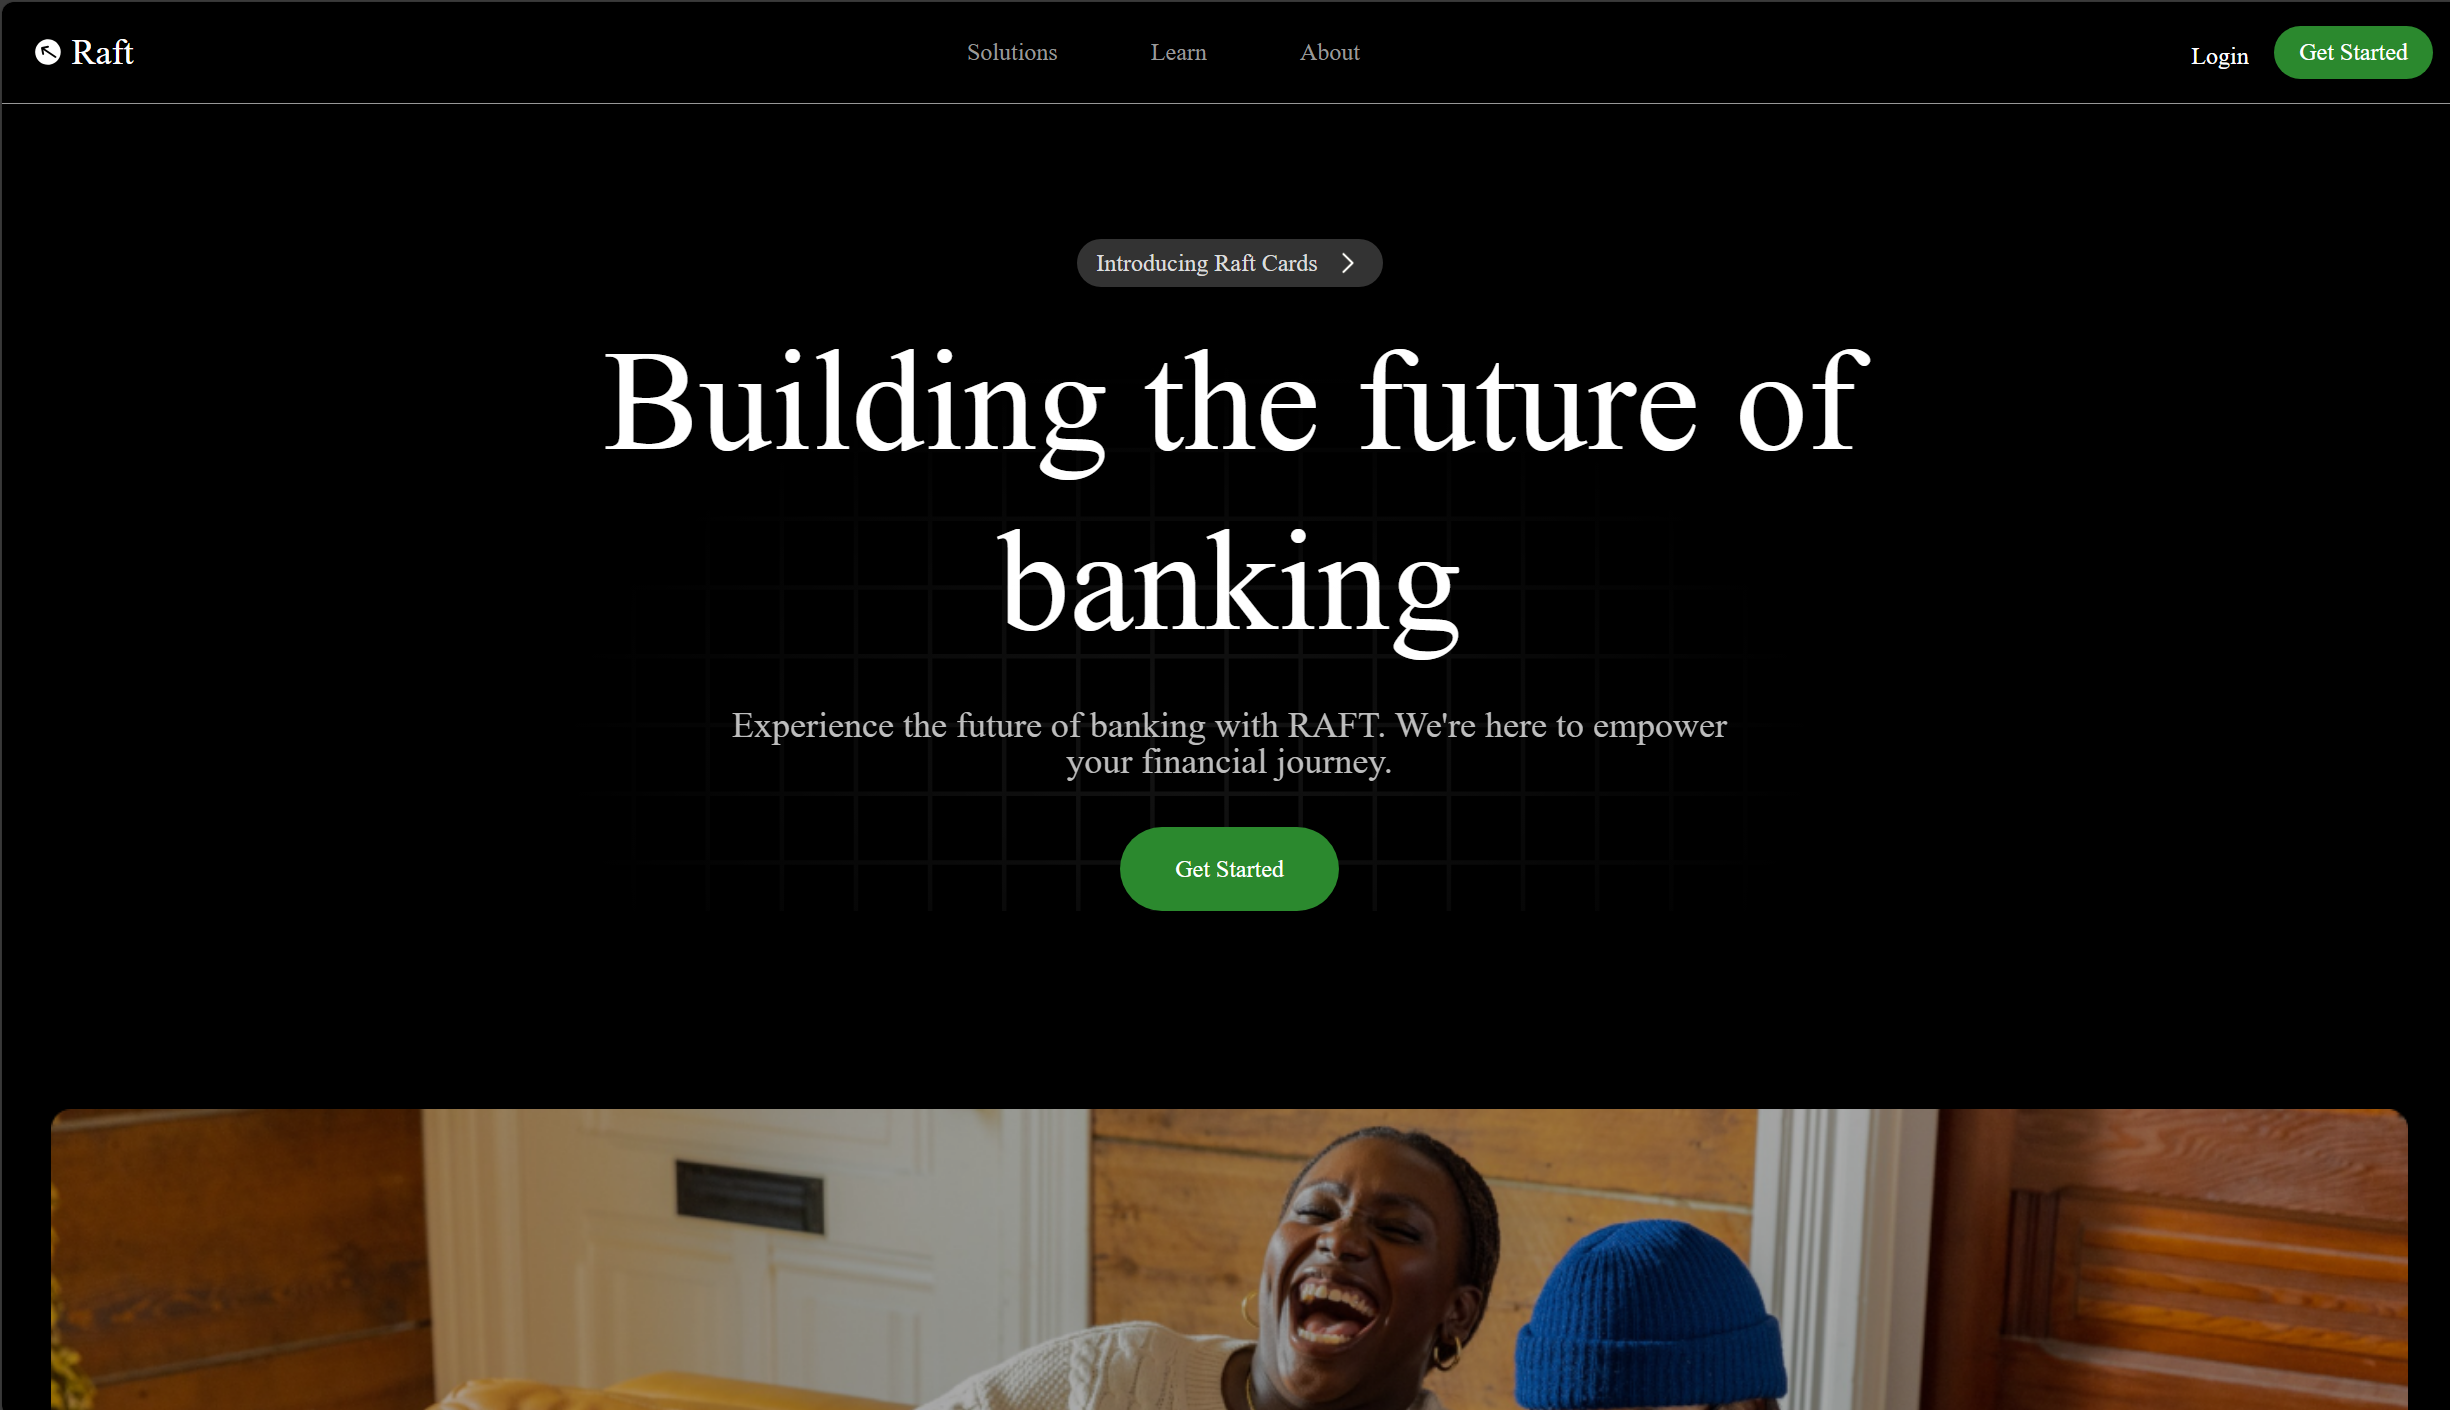 Raft
Solutions
Learn
About
Login
Get Started
Introducing Raft Cards
Building the future of
banking
Experience the future of banking with RAFT. We're here to empower
your financial journey.
Get Started